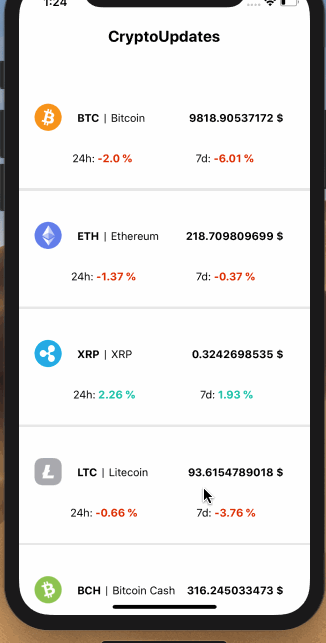 1:24
CryptoUpdates
BTC | Bitcoin 9818.90537172 $
24h: -2.0 % 7d: -6.01 %
ETH | Ethereum 218.709809699 $
24h: -1.37 % 7d: -0.37 %
XRP | XRP 0.3242698535 $
24h: 2.26 % 7d: 1.93 %
LTC | Litecoin 93.6154789018 $
24h: -0.66 % 7d: -3.76 %
BCH | Bitcoin Cash 316.245033473 $